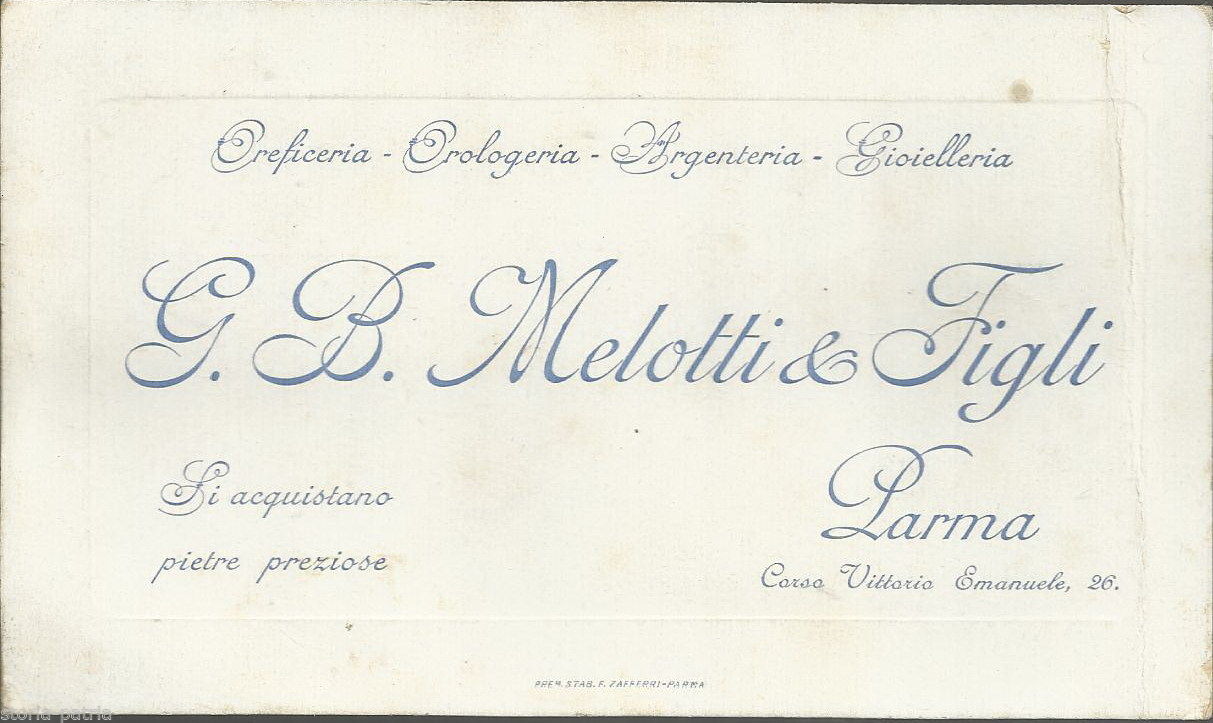 Oreficeria - Orologeria - Argenteria - Gioielleria
G. B. Melotti & Figli
Si acquistano
pietre preziose
Parma
Corso Vittorio Emanuele, 26.
PREM. STAB. F. ZAFFERRI-PARMA
storia-patria